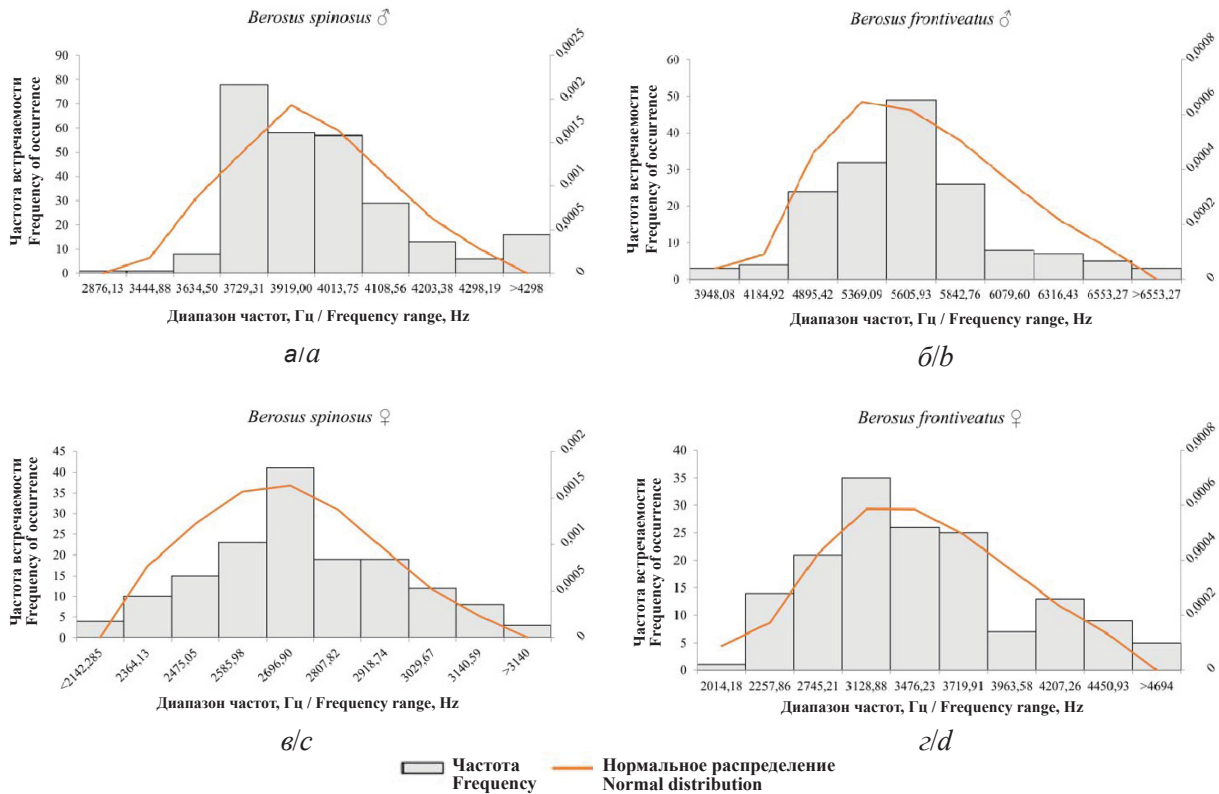 Berosus spinosus ♂
Частота встречаемости
Frequency of occurrence
90
80
70
60
50
40
30
20
10
0
0,0025
0,002
0,0015
0,001
0,0005
0
2876,13 3444,88 3634,50 3729,31 3919,00 4013,75 4108,56 4203,38 4298,19 >4298
Диапазон частот, Гц / Frequency range, Hz
а/a
Berosus frontiveatus ♂
Частота встречаемости
Frequency of occurrence
60
50
40
30
20
10
0
0,0008
0,0006
0,0004
0,0002
0
3948,08 4184,92 4895,42 5369,09 5605,93 5842,76 6079,60 6316,43 6553,27 >6553,27
Диапазон частот, Гц / Frequency range, Hz
б/b
Berosus spinosus ♀
Частота встречаемости
Frequency of occurrence
45
40
35
30
25
20
15
10
5
0
0,002
0,0015
0,001
0,0005
0
<2142,285 2364,13 2475,05 2585,98 2696,90 2807,82 2918,74 3029,67 3140,59 >3140
Диапазон частот, Гц / Frequency range, Hz
в/c
Berosus frontiveatus ♀
Частота встречаемости
Frequency of occurrence
40
35
30
25
20
15
10
5
0
0,0008
0,0006
0,0004
0,0002
0
2014,18 2257,86 2745,21 3128,88 3476,23 3719,91 3963,58 4207,26 4450,93 >4694
Диапазон частот, Гц / Frequency range, Hz
г/d
Частота
Frequency
Нормальное распределение
Normal distribution